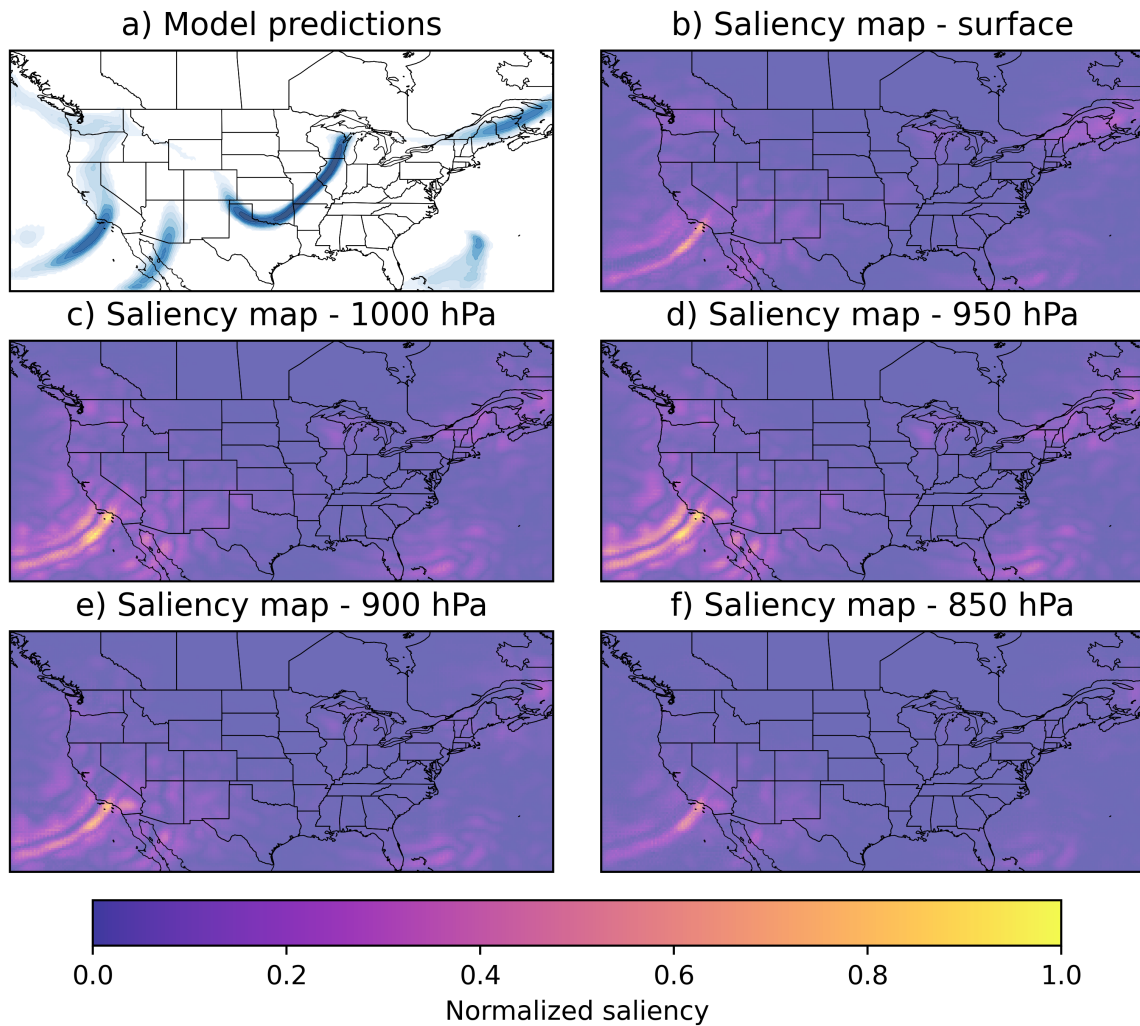 a) Model predictions
b) Saliency map - surface
c) Saliency map - 1000 hPa
d) Saliency map - 950 hPa
e) Saliency map - 900 hPa
f) Saliency map - 850 hPa
0.0 0.2 0.4 0.6 0.8 1.0
Normalized saliency